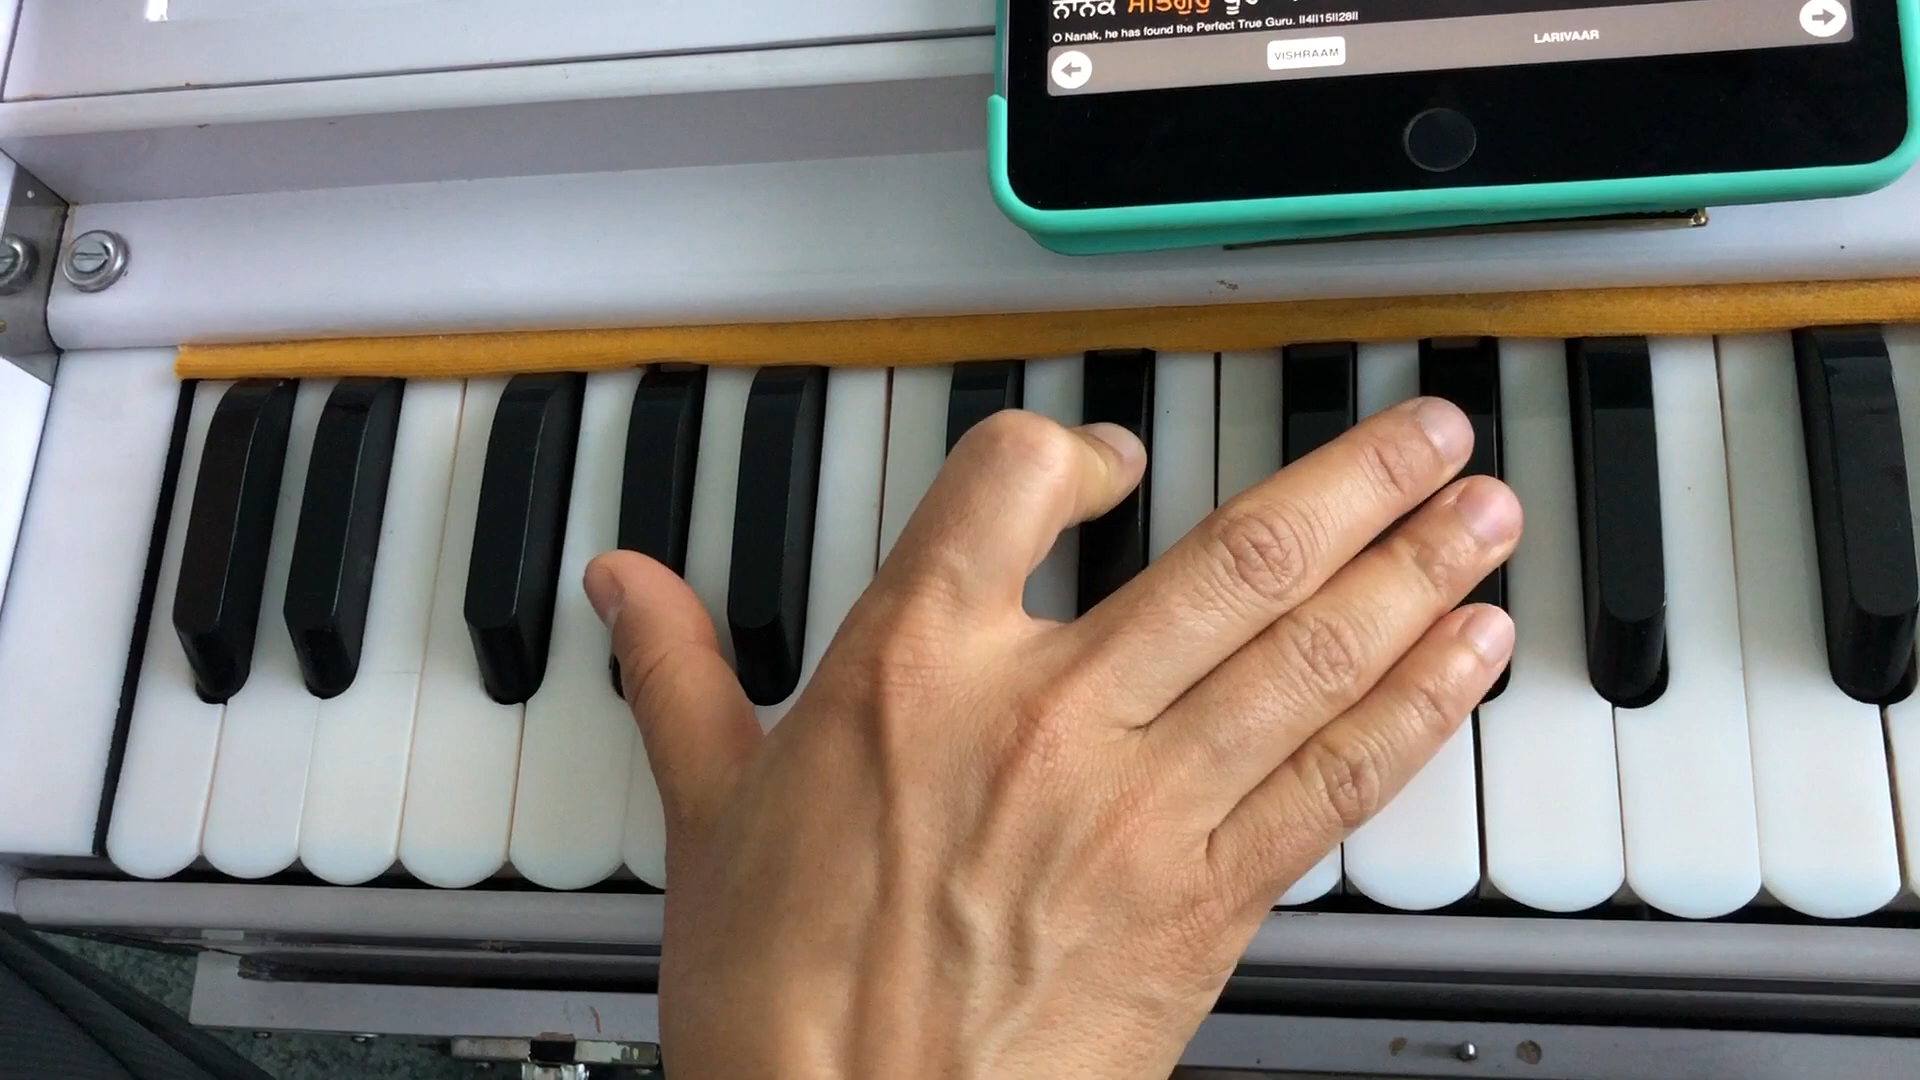 ਨਾਨਕ ਸਤਿਗੁਰੁ
O Nanak, he has found the Perfect True Guru. ||4||15||28||
VISHRAAM
LARIVAAR